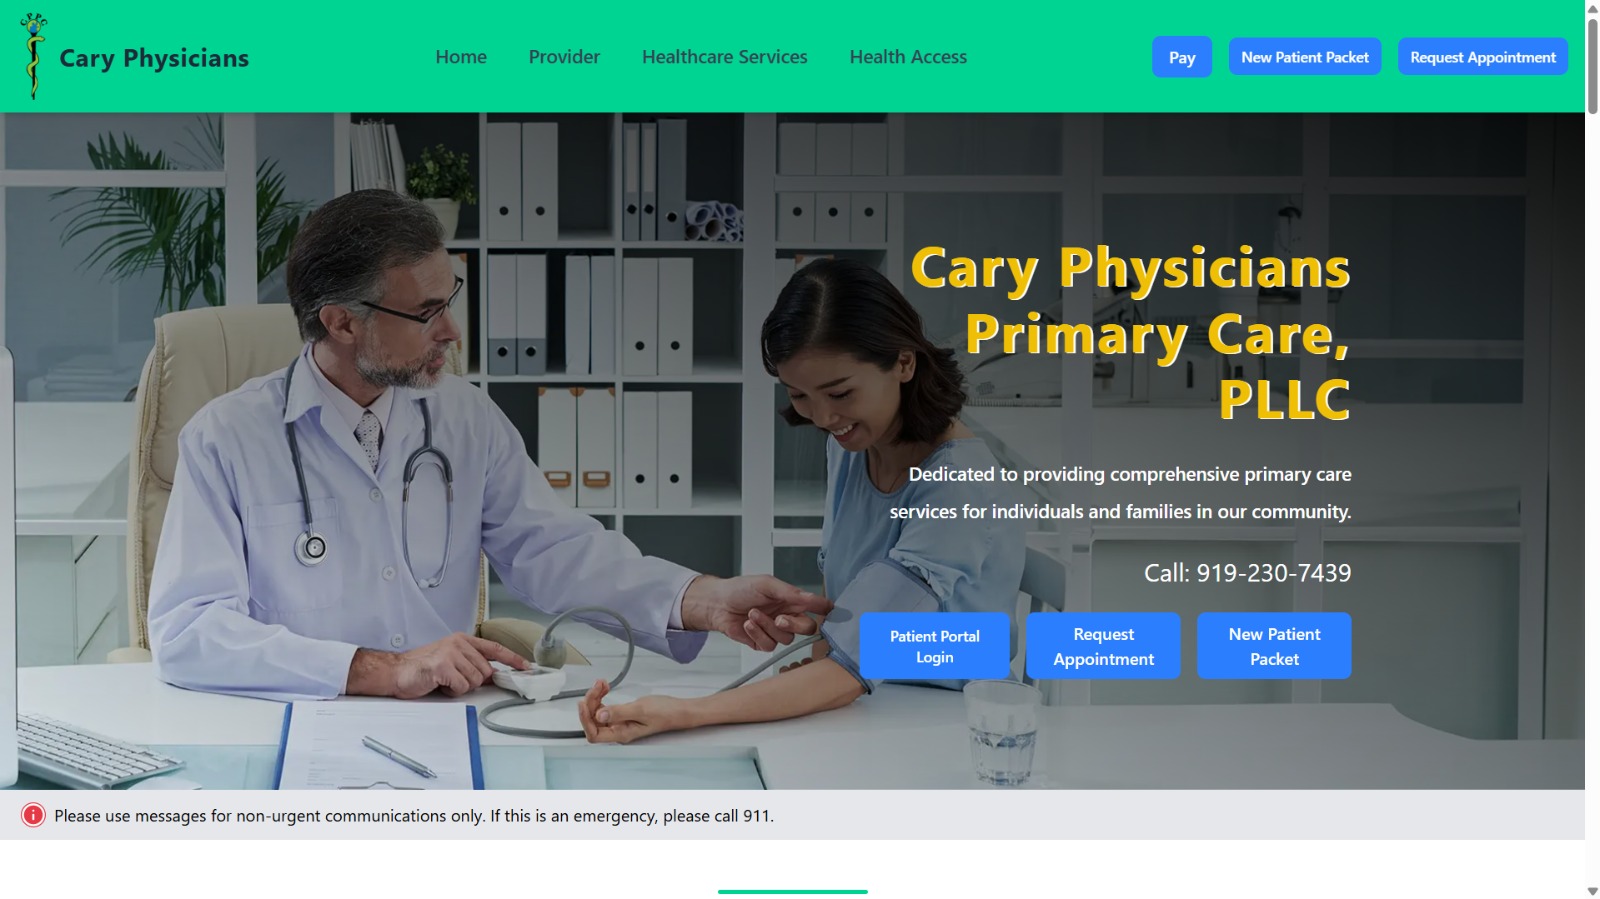 CPPC
Cary Physicians
Home
Provider
Healthcare Services
Health Access
Pay
New Patient Packet
Request Appointment
Cary Physicians
Primary Care,
PLLC
Dedicated to providing comprehensive primary care
services for individuals and families in our community.
Call: 919-230-7439
Patient Portal
Login
Request
Appointment
New Patient
Packet
Please use messages for non-urgent communications only. If this is an emergency, please call 911.